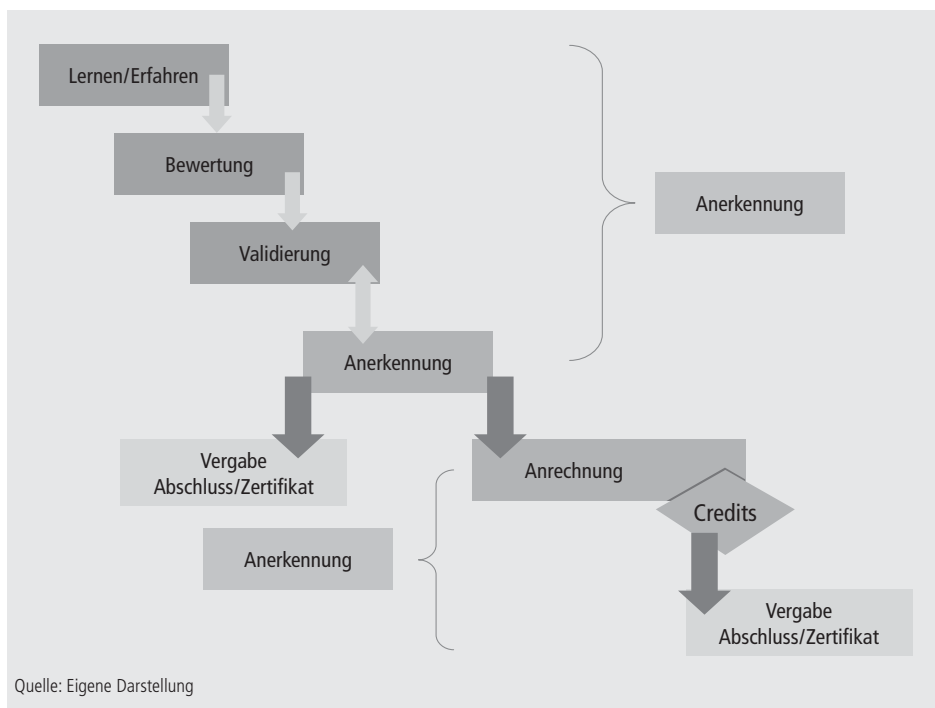 Lernen/Erfahren
Bewertung
Anerkennung
Validierung
Anerkennung
Vergabe
Abschluss/Zertifikat
Anrechnung
Credits
Anerkennung
Vergabe
Abschluss/Zertifikat
Quelle: Eigene Darstellung